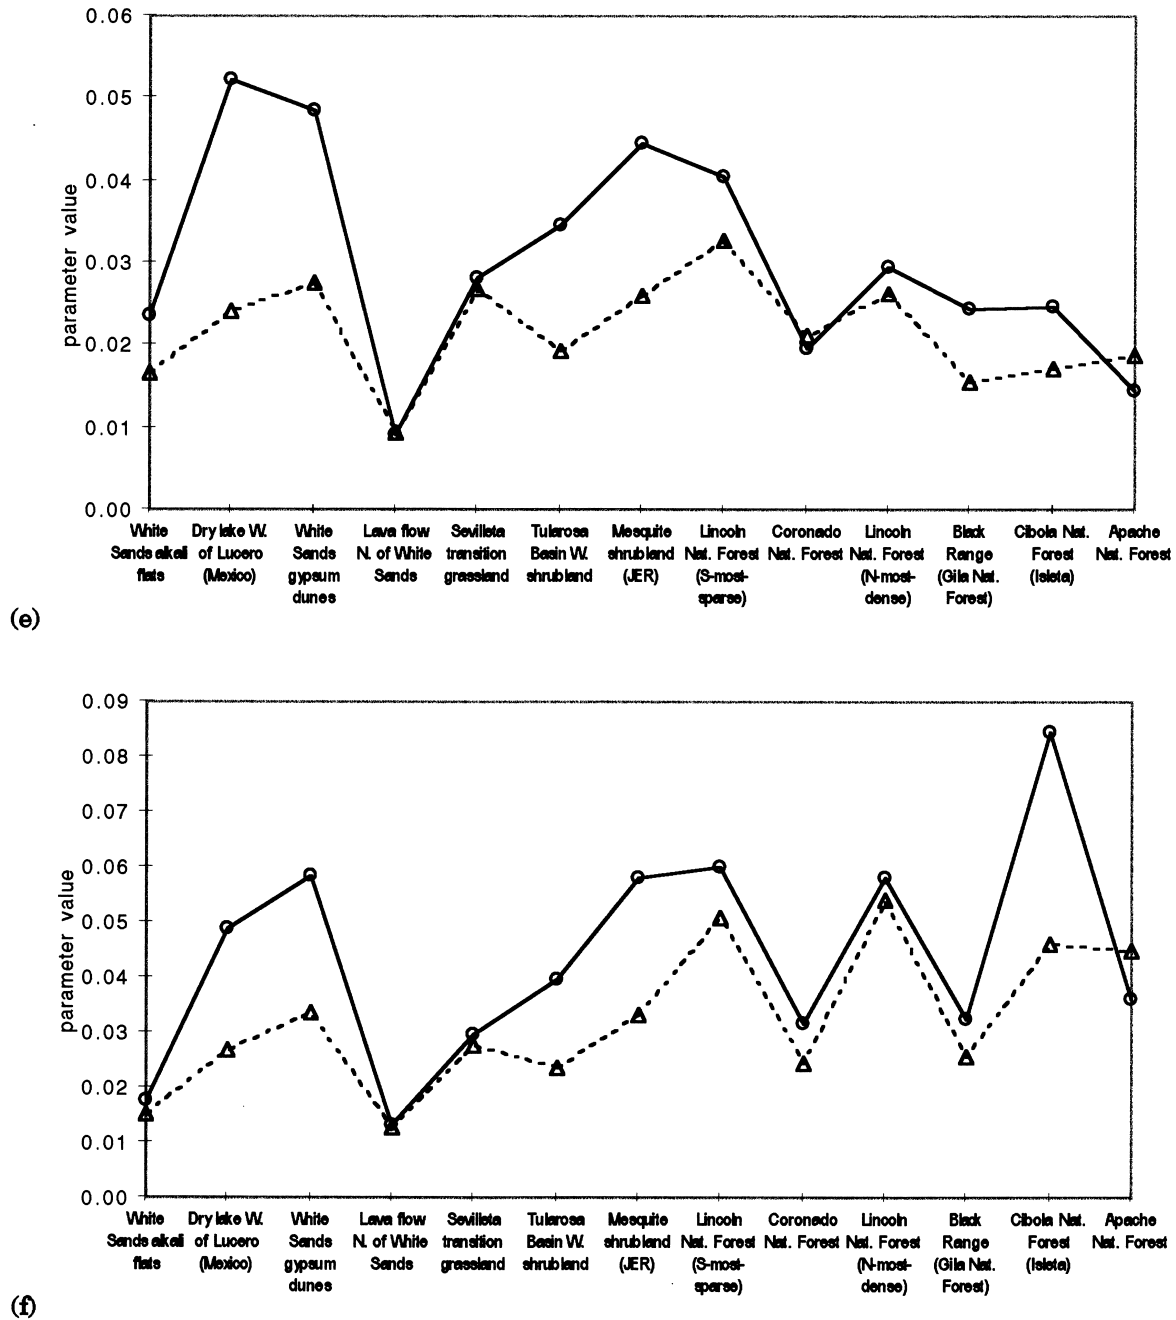 0.06
0.05
0.04
0.03
0.02
0.01
0.00
parameter value
White Dry lake W. White Lava flow Sevilleta Tularosa Mesquite Lincoln Coronado Lincoln Black Cibola Nat. Apache
Sands alkali of Lucero Sands N. of White transition Basin W. shrubland Nat. Forest Nat. Forest Nat. Forest Range Forest Nat. Forest
flats (Mexico) gypsum Sands grassland shrubland (JER) (S-most- (N-most- (Gila Nat. (Isleta)
dunes sparse) dense) Forest)
(e)
0.09
0.08
0.07
0.06
0.05
0.04
0.03
0.02
0.01
0.00
parameter value
White Dry lake W. White Lava flow Sevilleta Tularosa Mesquite Lincoln Coronado Lincoln Black Cibola Nat. Apache
Sands alkali of Lucero Sands N. of White transition Basin W. shrubland Nat. Forest Nat. Forest Nat. Forest Range Forest Nat. Forest
flats (Mexico) gypsum Sands grassland shrubland (JER) (S-most- (N-most- (Gila Nat. (Isleta)
dunes sparse) dense) Forest)
(f)